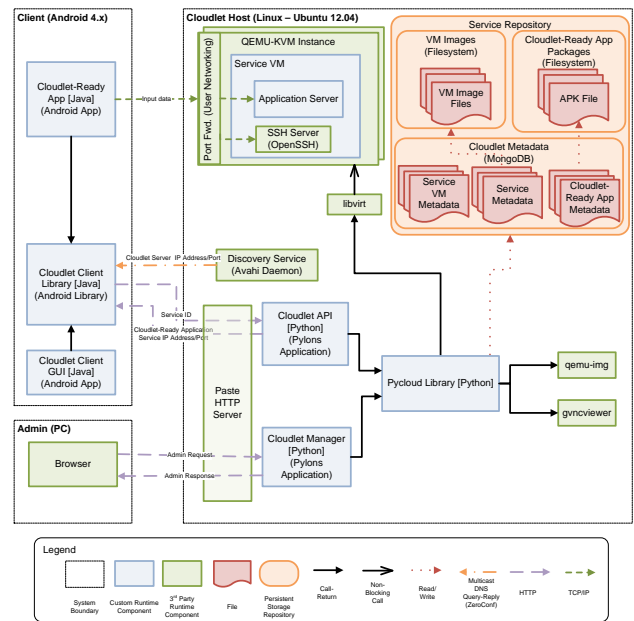 Client (Android 4.x)
Cloudlet-Ready
App [Java]
(Android App)
Cloudlet Client
Library [Java]
(Android Library)
Cloudlet Client
GUI [Java]
(Android App)
Admin (PC)
Browser
Cloudlet Host (Linux – Ubuntu 12.04)
QEMU-KVM Instance
Port Fwd. (User Networking)
Service VM
Application Server
SSH Server
(OpenSSH)
Input data
libvirt
Service Repository
VM Images
(Filesystem)
VM Image
Files
Cloudlet-Ready App
Packages
(Filesystem)
APK File
Cloudlet Metadata
(MongoDB)
Service
VM
Metadata
Service
Metadata
Cloudlet-
Ready App
Metadata
Cloudlet Server IP Address/Port
Discovery Service
(Avahi Daemon)
Service ID
Cloudlet-Ready Application
Service IP Address/Port
Paste
HTTP
Server
Cloudlet API
[Python]
(Pylons
Application)
Pycloud Library [Python]
qemu-img
gvncviewer
Admin Request
Admin Response
Cloudlet Manager
[Python]
(Pylons
Application)
Legend
System
Boundary
Custom Runtime
Component
3rd Party
Runtime
Component
File
Persistent
Storage
Repository
Call-
Return
Non-
Blocking
Call
Read/
Write
Multicast
DNS
Query-Reply
(ZeroConf)
HTTP
TCP/IP